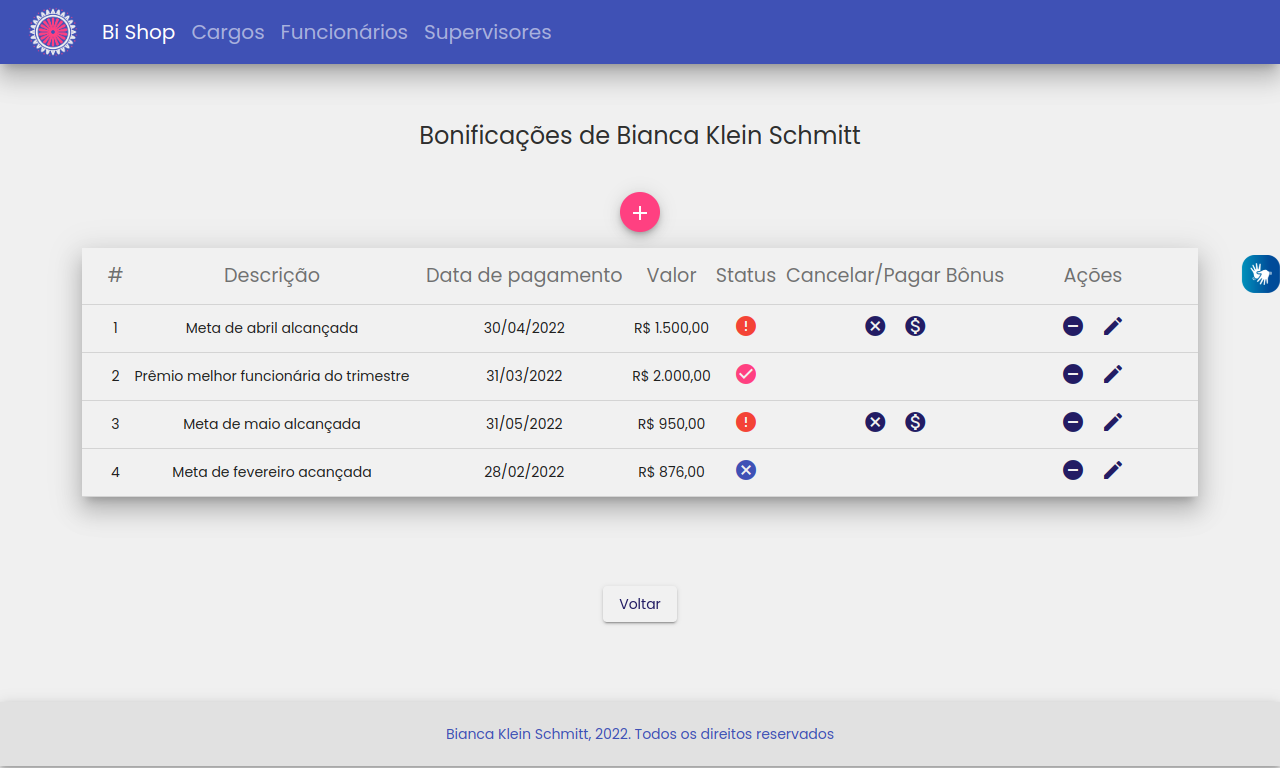 Bi Shop Cargos Funcionários Supervisores
Bonificações de Bianca Klein Schmitt
# Descrição Data de pagamento Valor Status Cancelar/Pagar Bônus Ações
1 Meta de abril alcançada 30/04/2022 R$ 1.500,00
2 Prêmio melhor funcionária do trimestre 31/03/2022 R$ 2.000,00
3 Meta de maio alcançada 31/05/2022 R$ 950,00
4 Meta de fevereiro acançada 28/02/2022 R$ 876,00
Voltar
Bianca Klein Schmitt, 2022. Todos os direitos reservados